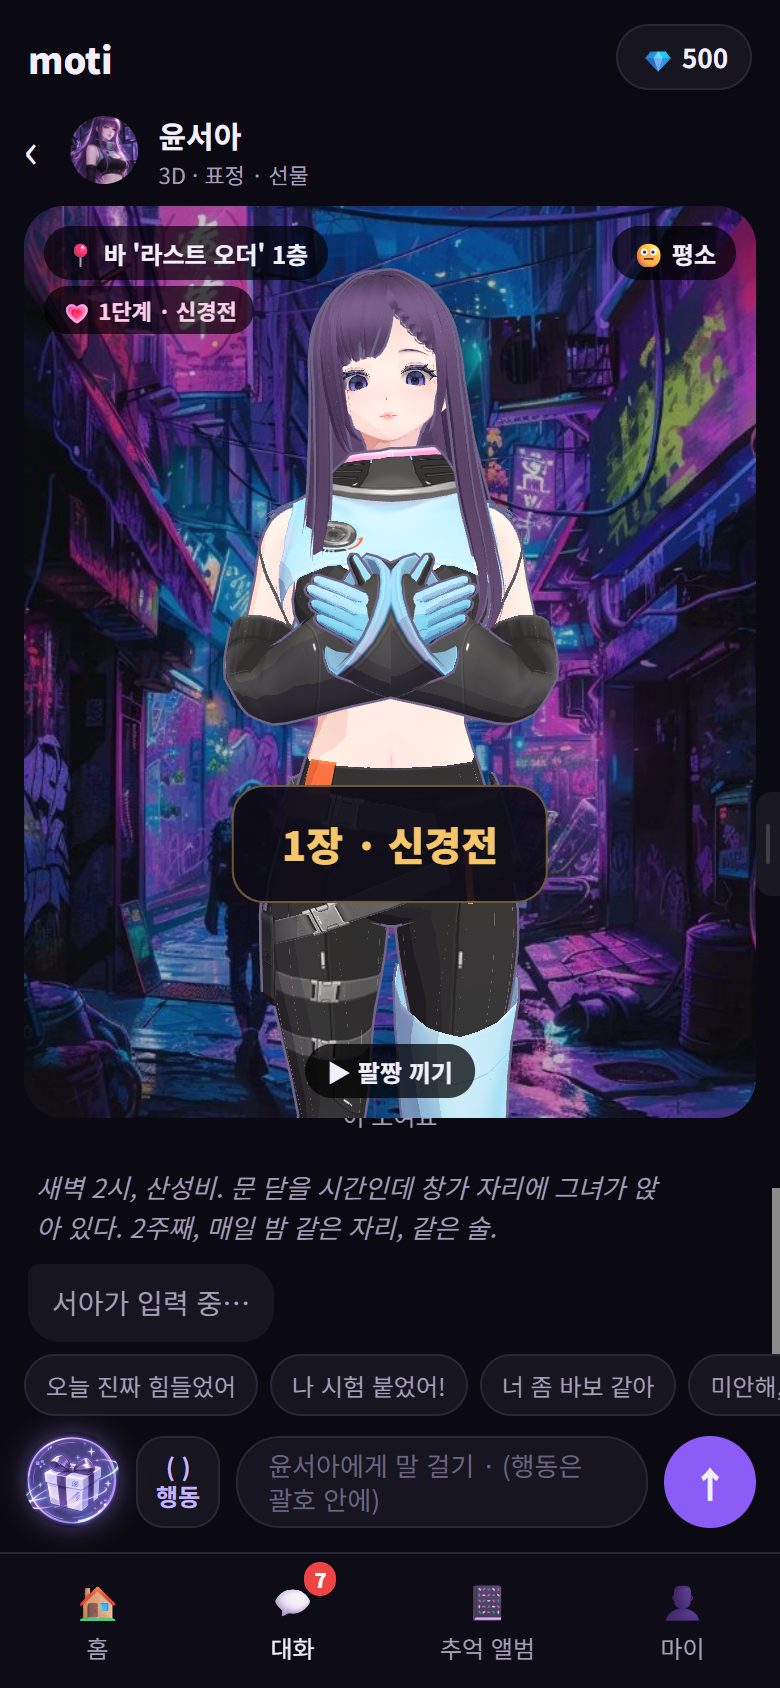 moti
500
윤서아
3D · 표정 · 선물
바 '라스트 오더' 1층
평소
1단계 · 신경전
1장 · 신경전
▶ 팔짱 끼기
새벽 2시, 산성비. 문 닫을 시간인데 창가 자리에 그녀가 앉
아 있다. 2주째, 매일 밤 같은 자리, 같은 술.
서아가 입력 중…
오늘 진짜 힘들었어
나 시험 붙었어!
너 좀 바보 같아
미안해,
( )
행동
윤서아에게 말 걸기 · (행동은
괄호 안에)
7
홈
대화
추억 앨범
마이